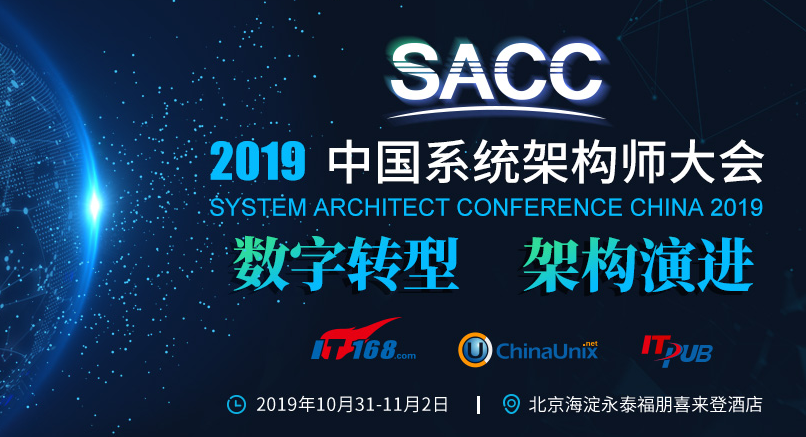 SACC
2019 中国系统架构师大会
SYSTEM ARCHITECT CONFERENCE CHINA 2019
数字转型 架构演进
IT168.com ChinaUnix.net ITPUB
2019年10月31-11月2日 | 北京海淀永泰福朋喜来登酒店